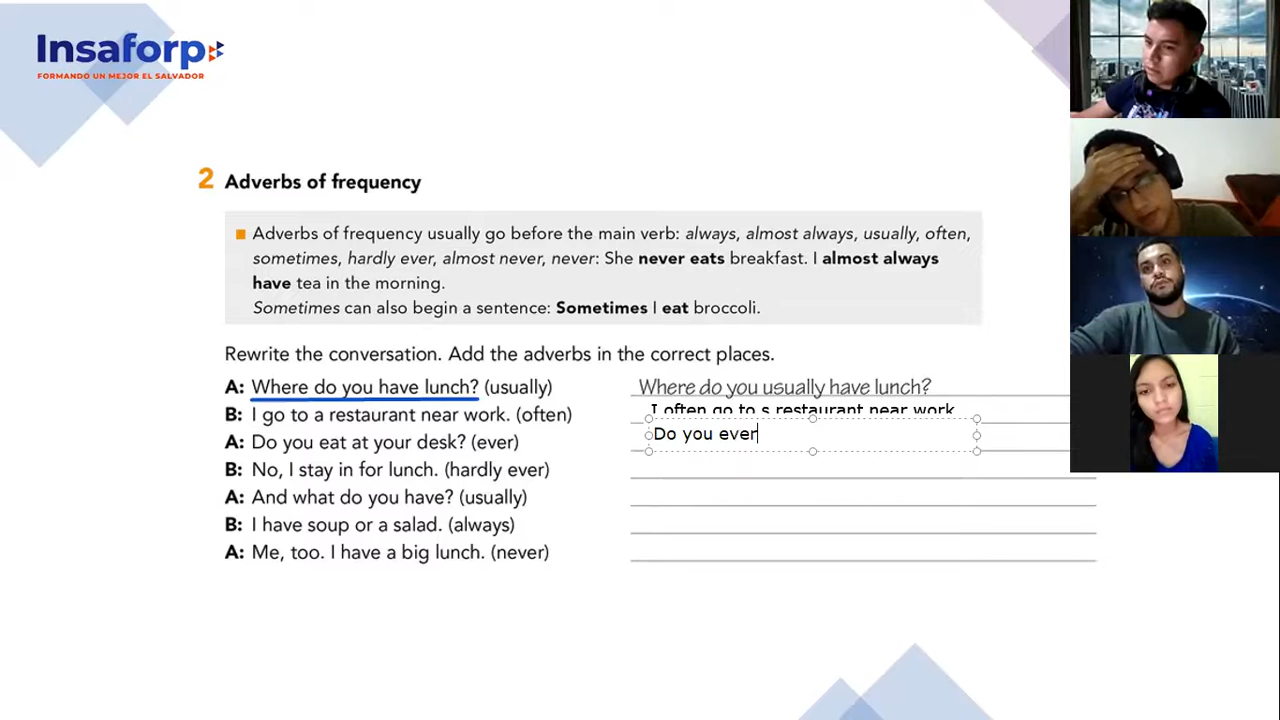 Insaforp
FORMANDO UN MEJOR EL SALVADOR
2 Adverbs of frequency
Adverbs of frequency usually go before the main verb: always, almost always, usually, often,
sometimes, hardly ever, almost never, never: She never eats breakfast. I almost always
have tea in the morning.
Sometimes can also begin a sentence: Sometimes I eat broccoli.
Rewrite the conversation. Add the adverbs in the correct places.
A: Where do you have lunch? (usually) Where do you usually have lunch?
B: I go to a restaurant near work. (often) I often go to s restaurant near work
A: Do you eat at your desk? (ever) Do you ever
B: No, I stay in for lunch. (hardly ever)
A: And what do you have? (usually)
B: I have soup or a salad. (always)
A: Me, too. I have a big lunch. (never)